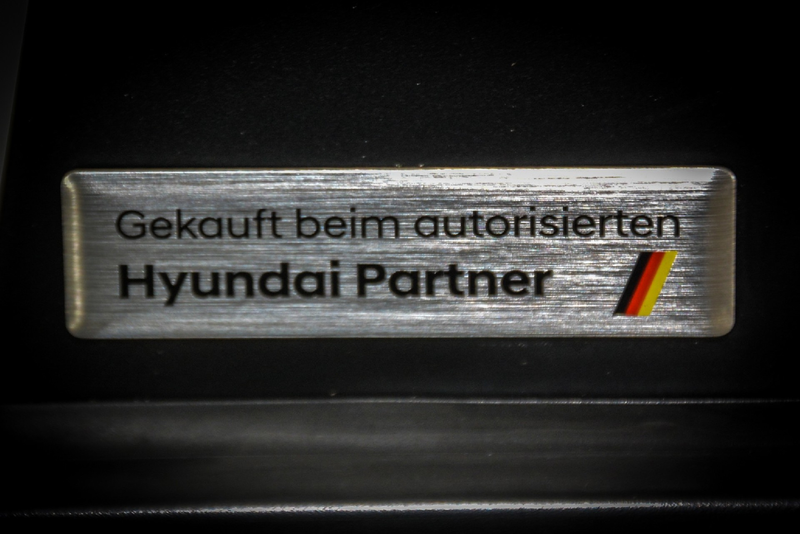 Gekauft beim autorisierten
Hyundai Partner